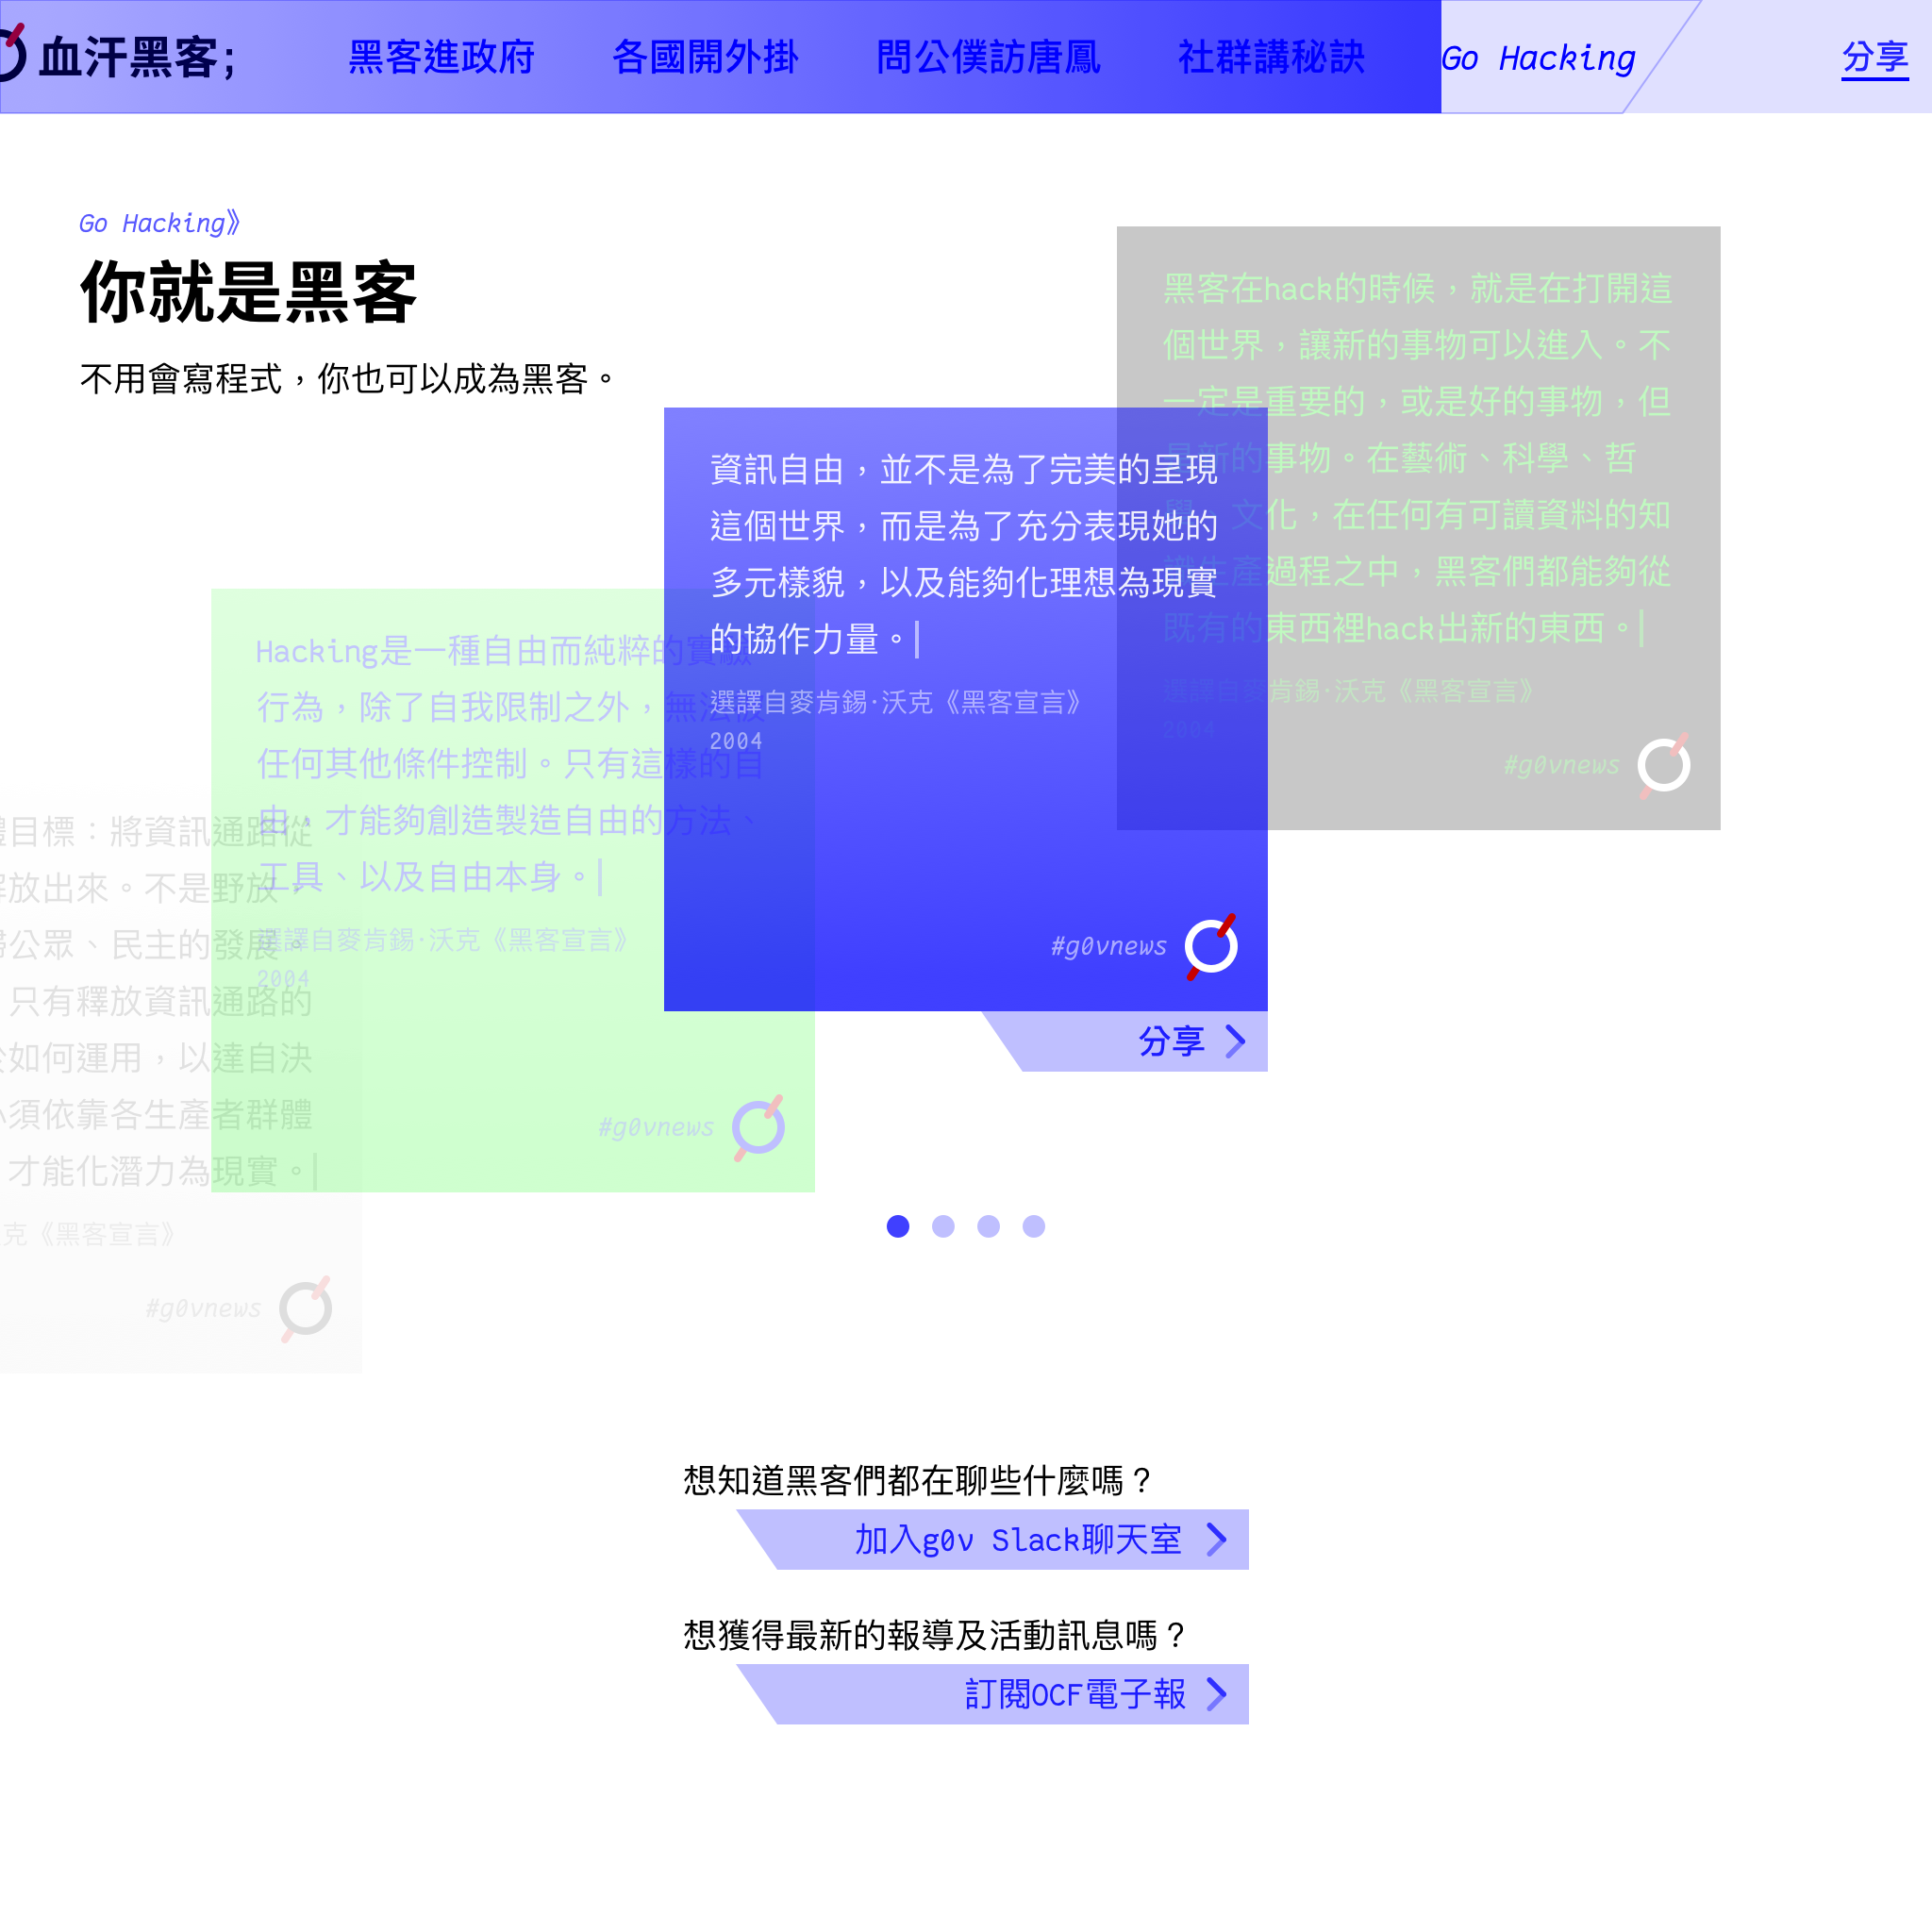 血汗黑客;
黑客進政府
各國開外掛
問公僕訪唐鳳
社群講秘訣
Go Hacking
分享
Go Hacking》
你就是黑客
不用會寫程式，你也可以成為黑客。
黑客在hack的時候，就是在打開這
個世界，讓新的事物可以進入。不
一定是重要的，或是好的事物，但
是新的事物。在藝術、科學、哲
學、文化，在任何有可讀資料的知
識生產過程之中，黑客們都能夠從
既有的東西裡hack出新的東西。
選譯自麥肯錫·沃克《黑客宣言》
2004
#g0vnews
資訊自由，並不是為了完美的呈現
這個世界，而是為了充分表現她的
多元樣貌，以及能夠化理想為現實
的協作力量。
選譯自麥肯錫·沃克《黑客宣言》
2004
#g0vnews
分享
Hacking是一種自由而純粹的實驗
行為，除了自我限制之外，無法被
任何其他條件控制。只有這樣的自
由，才能夠創造製造自由的方法、
工具、以及自由本身。
選譯自麥肯錫·沃克《黑客宣言》
2004
#g0vnews
目標：將資訊通路從
放出來。不是野放，
公眾、民主的發展。
只有釋放資訊通路的
如何運用，以達自決
須依靠各生產者群體
才能化潛力為現實。
克《黑客宣言》
#g0vnews
想知道黑客們都在聊些什麼嗎？
加入g0v Slack聊天室
想獲得最新的報導及活動訊息嗎？
訂閱OCF電子報